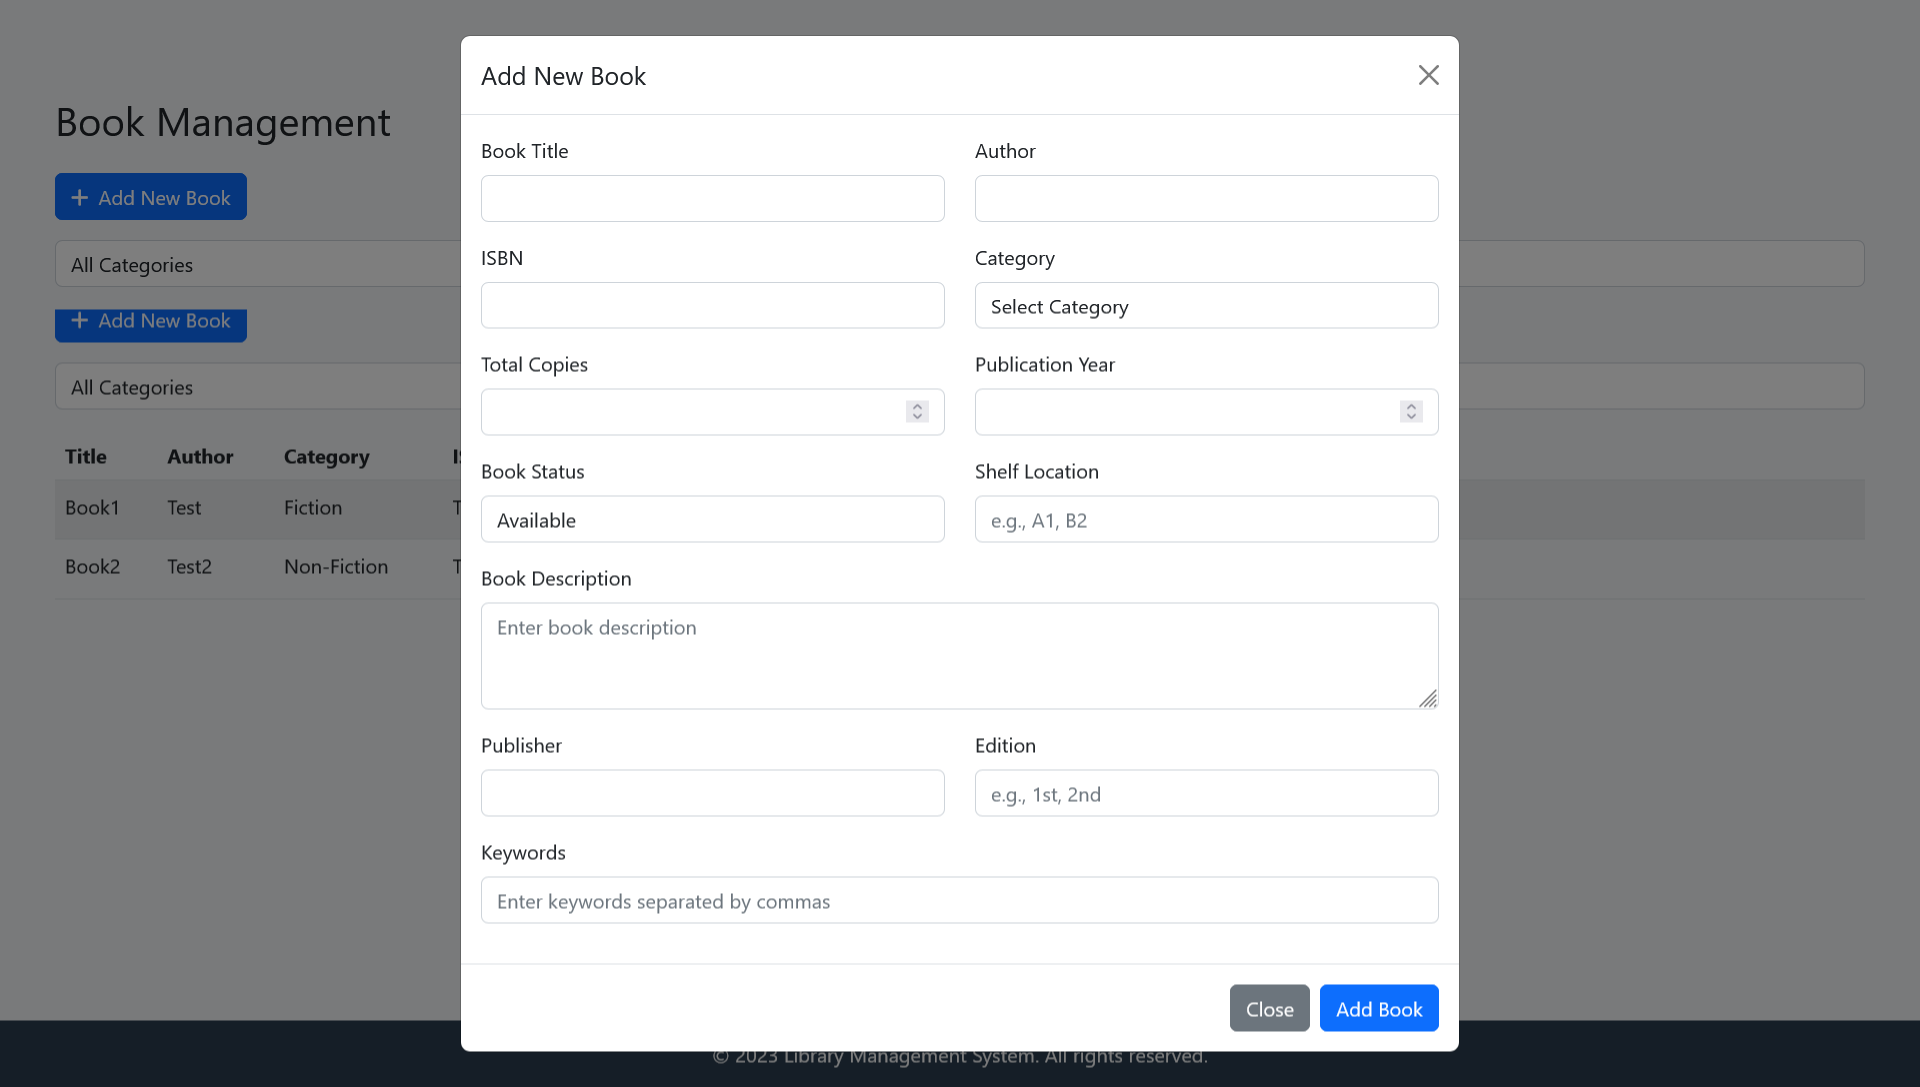 Add New Book
Book Management
Book Title
Author
Add New Book
ISBN
Category
All Categories
Select Category
Add New Book
Total Copies
Publication Year
All Categories
Title Author Category
Book Status
Shelf Location
Book1 Test Fiction
Available
e.g., A1, B2
Book2 Test2 Non-Fiction
Book Description
Enter book description
Publisher
Edition
e.g., 1st, 2nd
Keywords
Enter keywords separated by commas
Close
Add Book
© 2023 Library Management System. All rights reserved.